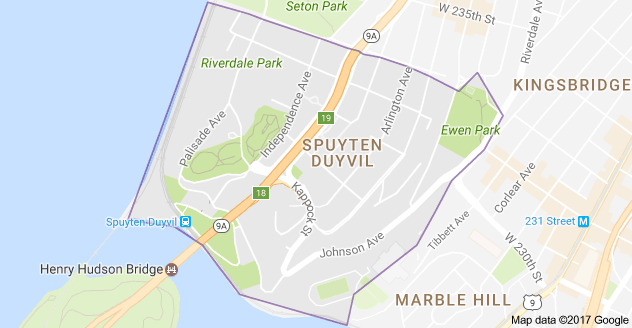 Seton Park
W 235th St
9A
Riverdale Park
Riverdale Ave
KINGSBRIDGE
Independence Ave
Arlington Ave
Palisade Ave
19
SPUYTEN
DUYVIL
Ewen Park
18
Kappock St
Corlear Ave
Spuyten Duyvil
9A
Johnson Ave
Tibbett Ave
231 Street M
W 230th St
Henry Hudson Bridge
MARBLE HILL
9
Map data ©2017 Google